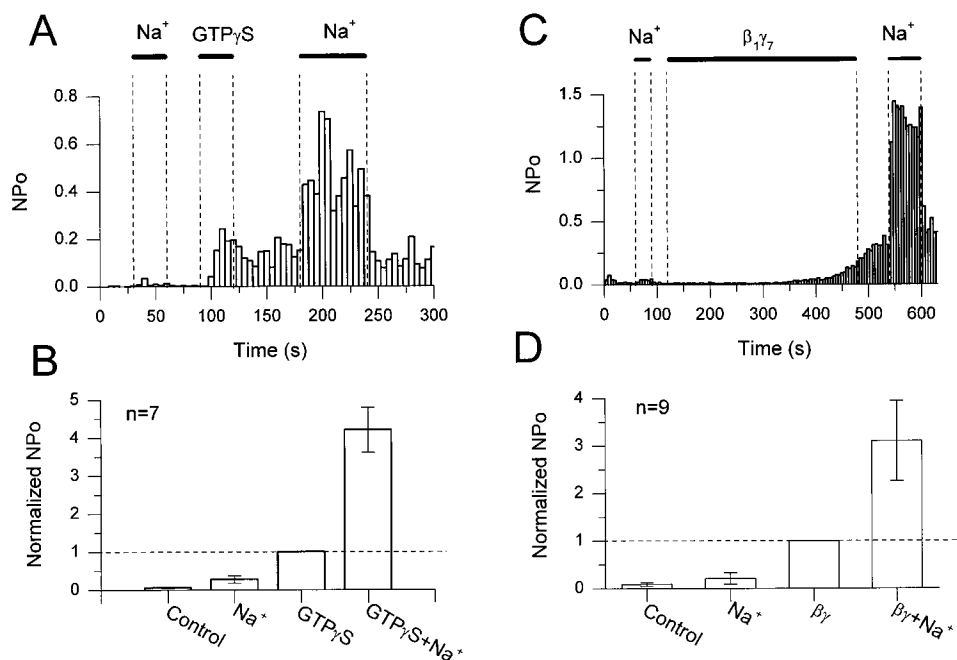 A
Na⁺
GTPγS
Na⁺
0.8
0.6
0.4
0.2
0.0
NPo
0
50
100
150
200
250
300
Time (s)
C
Na⁺
β₁γ₇
Na⁺
1.5
1.0
0.5
0.0
NPo
0
100
200
300
400
500
600
Time (s)
B
n=7
5
4
3
2
1
0
Normalized NPo
Control
Na⁺
GTPγS
GTPγS+Na⁺
D
n=9
4
3
2
1
0
Normalized NPo
Control
Na⁺
βγ
βγ+Na⁺